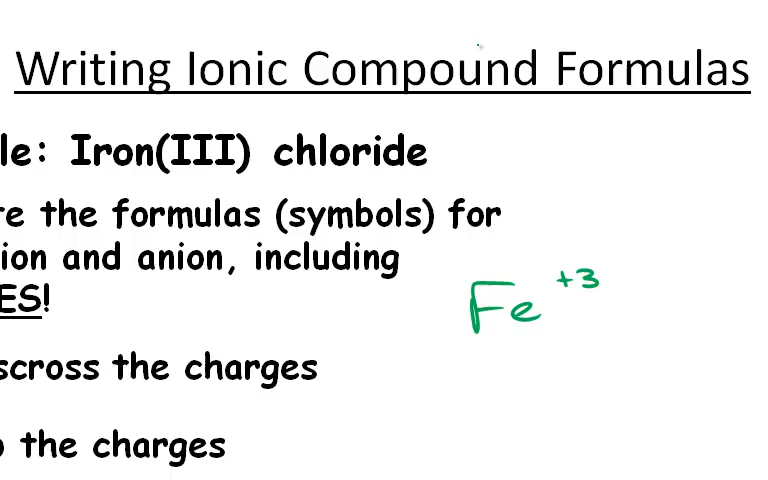 Writing Ionic Compound Formulas
le: Iron(III) chloride
te the formulas (symbols) for
ion and anion, including
ES!
Fe +3
scross the charges
the charges